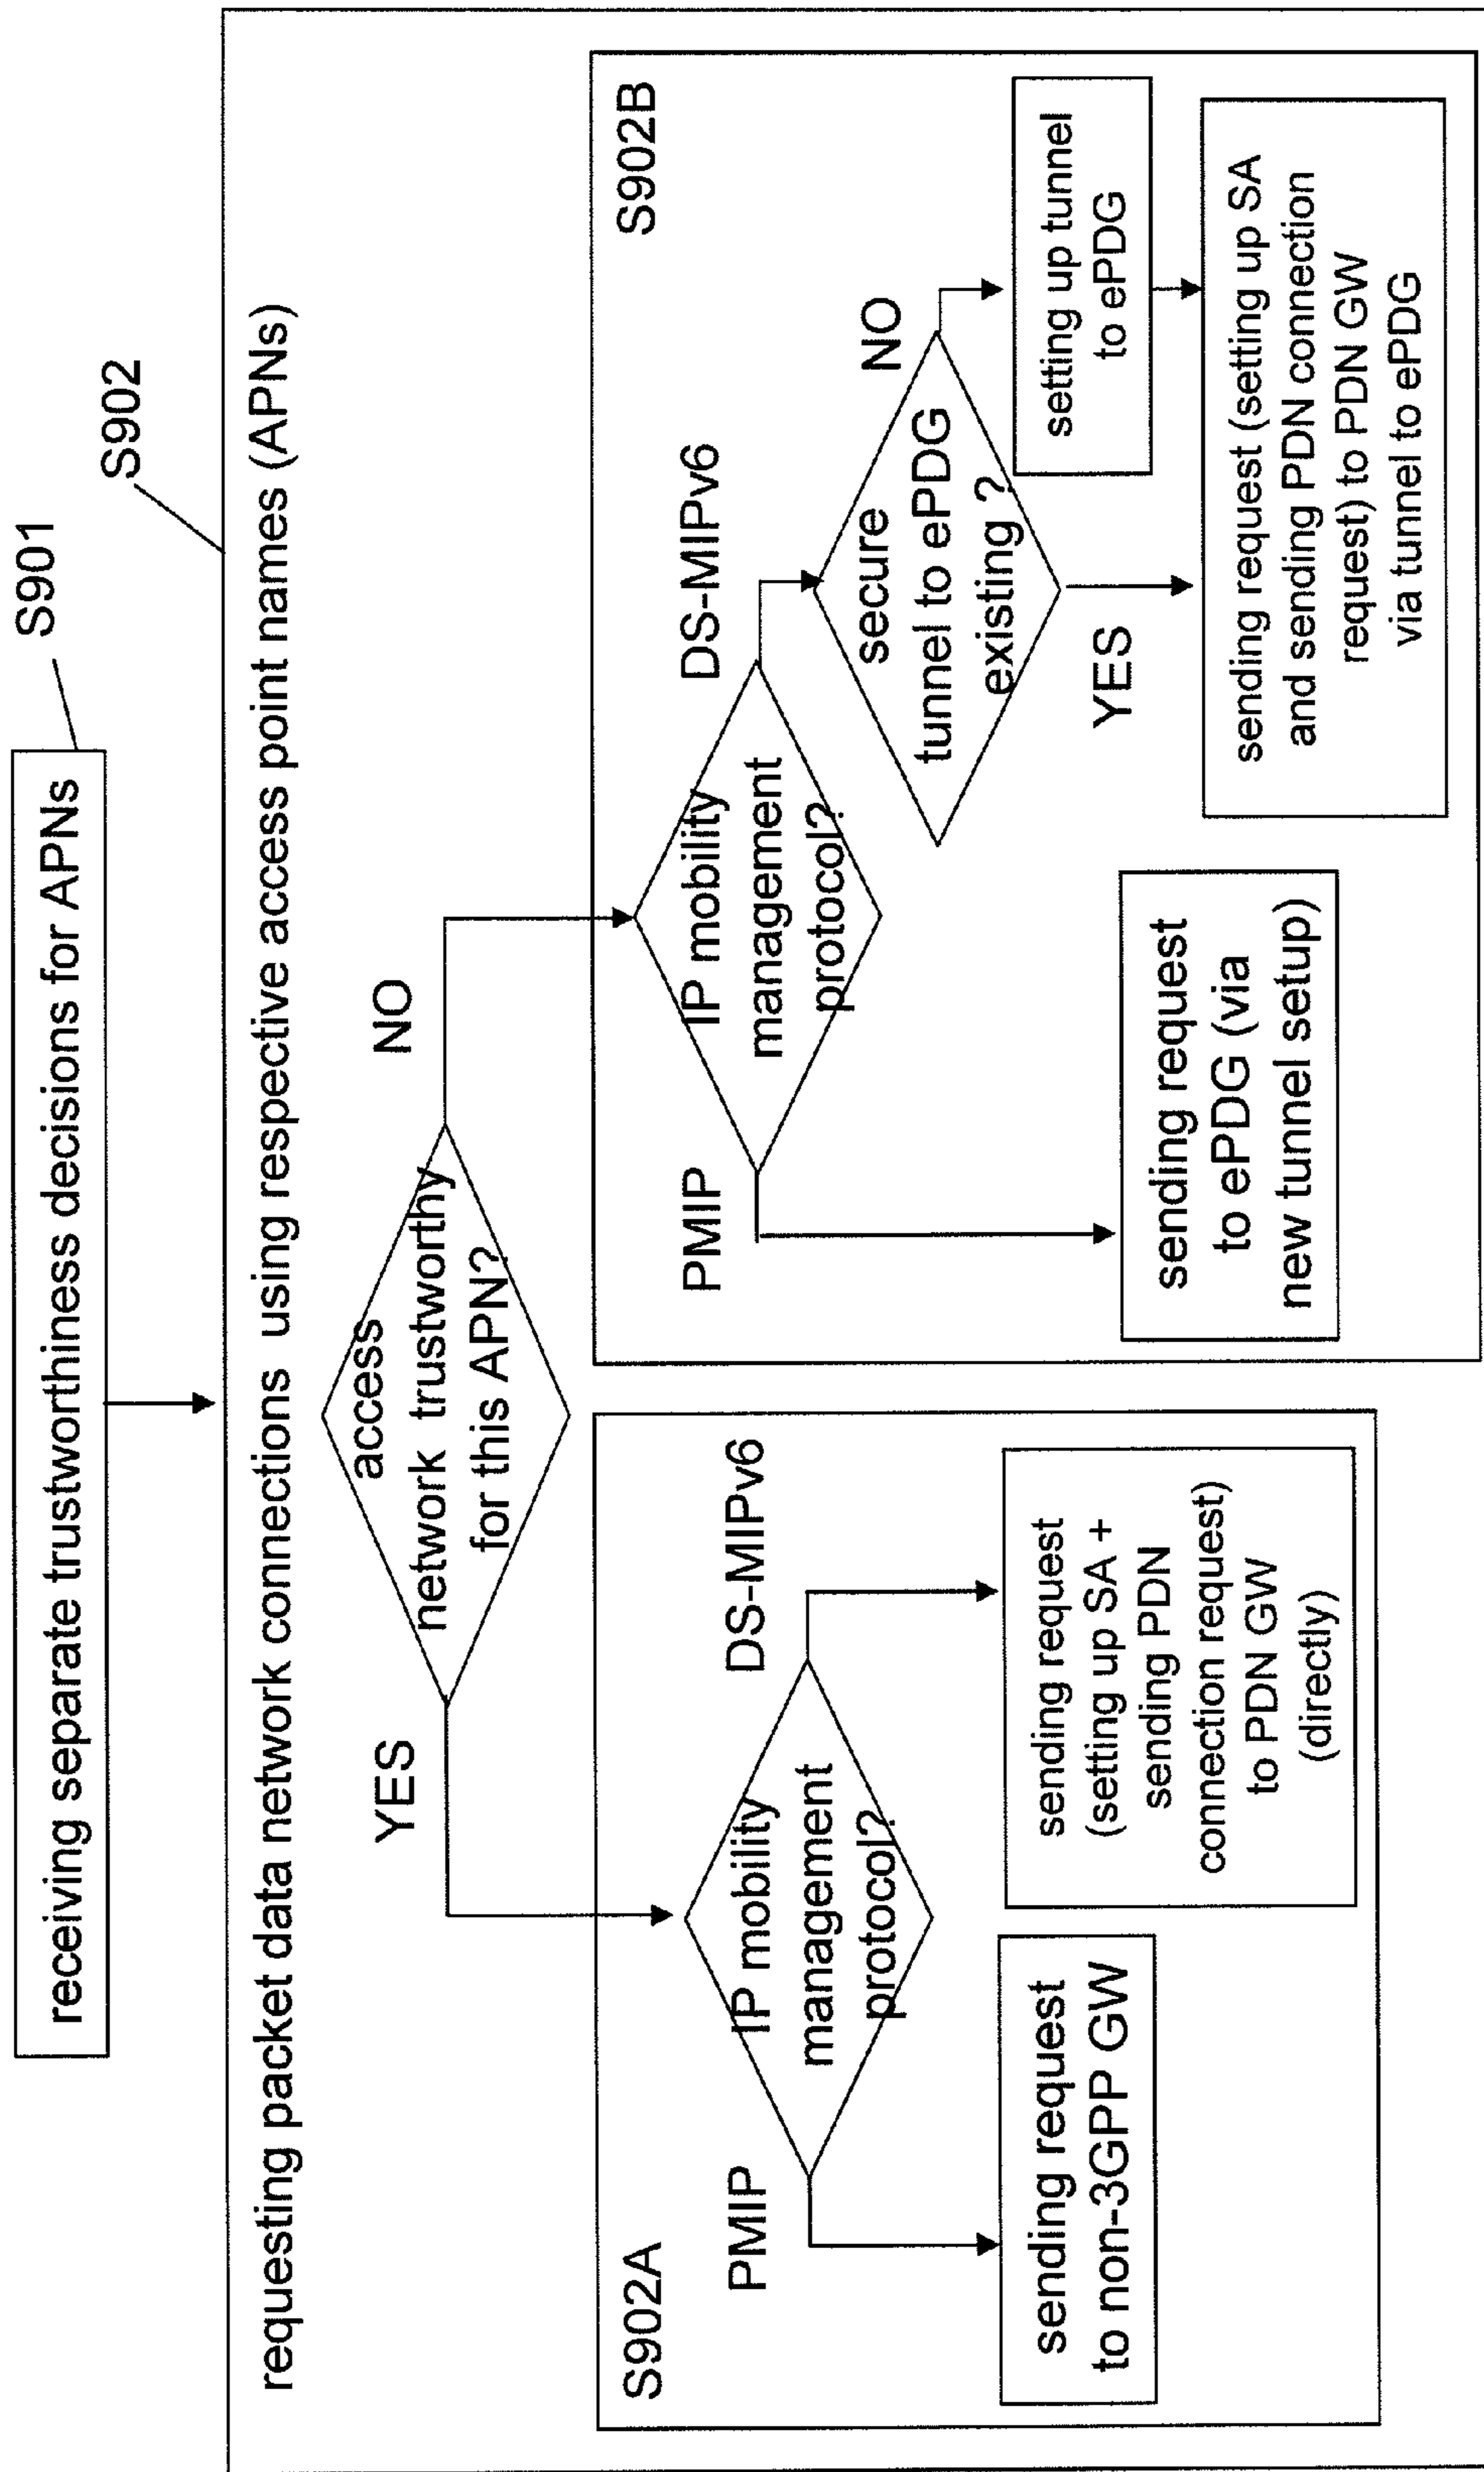 receiving separate trustworthiness decisions for APNs
S901
S902
requesting packet data network connections using respective access point names (APNs)
access
network trustworthy
for this APN?
YES
NO
S902A
IP mobility
management
protocol?
PMIP
DS-MIPv6
sending request
to non-3GPP GW
sending request
(setting up SA +
sending PDN
connection request)
to PDN GW
(directly)
S902B
IP mobility
management
protocol?
PMIP
DS-MIPv6
secure
tunnel to ePDG
existing ?
NO
YES
setting up tunnel
to ePDG
sending request
to ePDG (via
new tunnel setup)
sending request (setting up SA
and sending PDN connection
request) to PDN GW
via tunnel to ePDG